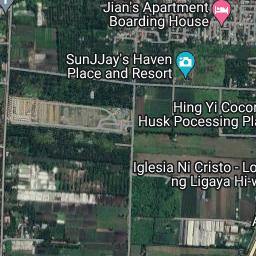 Jian's Apartment
Boarding House
SunJJay's Haven
Place and Resort
Hing Yi Cocon
Husk Pocessing Pla
Iglesia Ni Cristo - Lo
ng Ligaya Hi-w